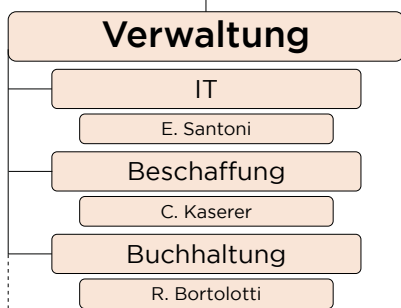 Verwaltung
IT
E. Santoni
Beschaffung
C. Kaserer
Buchhaltung
R. Bortolotti